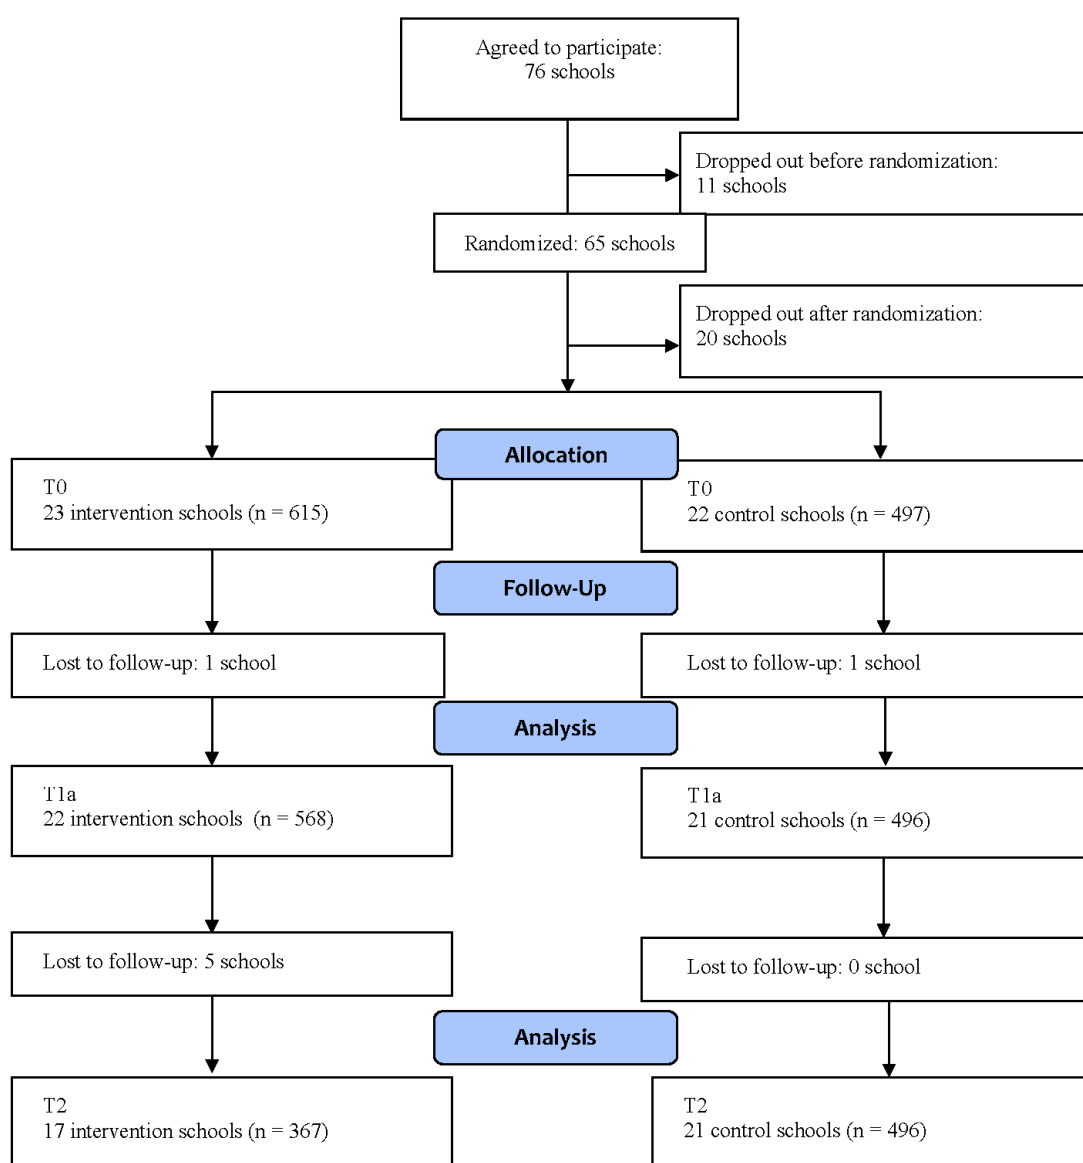 Agreed to participate:
76 schools
Dropped out before randomization:
11 schools
Randomized: 65 schools
Dropped out after randomization:
20 schools
Allocation
T0
23 intervention schools (n = 615)
T0
22 control schools (n = 497)
Follow-Up
Lost to follow-up: 1 school
Lost to follow-up: 1 school
Analysis
T1a
22 intervention schools (n = 568)
T1a
21 control schools (n = 496)
Lost to follow-up: 5 schools
Lost to follow-up: 0 school
Analysis
T2
17 intervention schools (n = 367)
T2
21 control schools (n = 496)